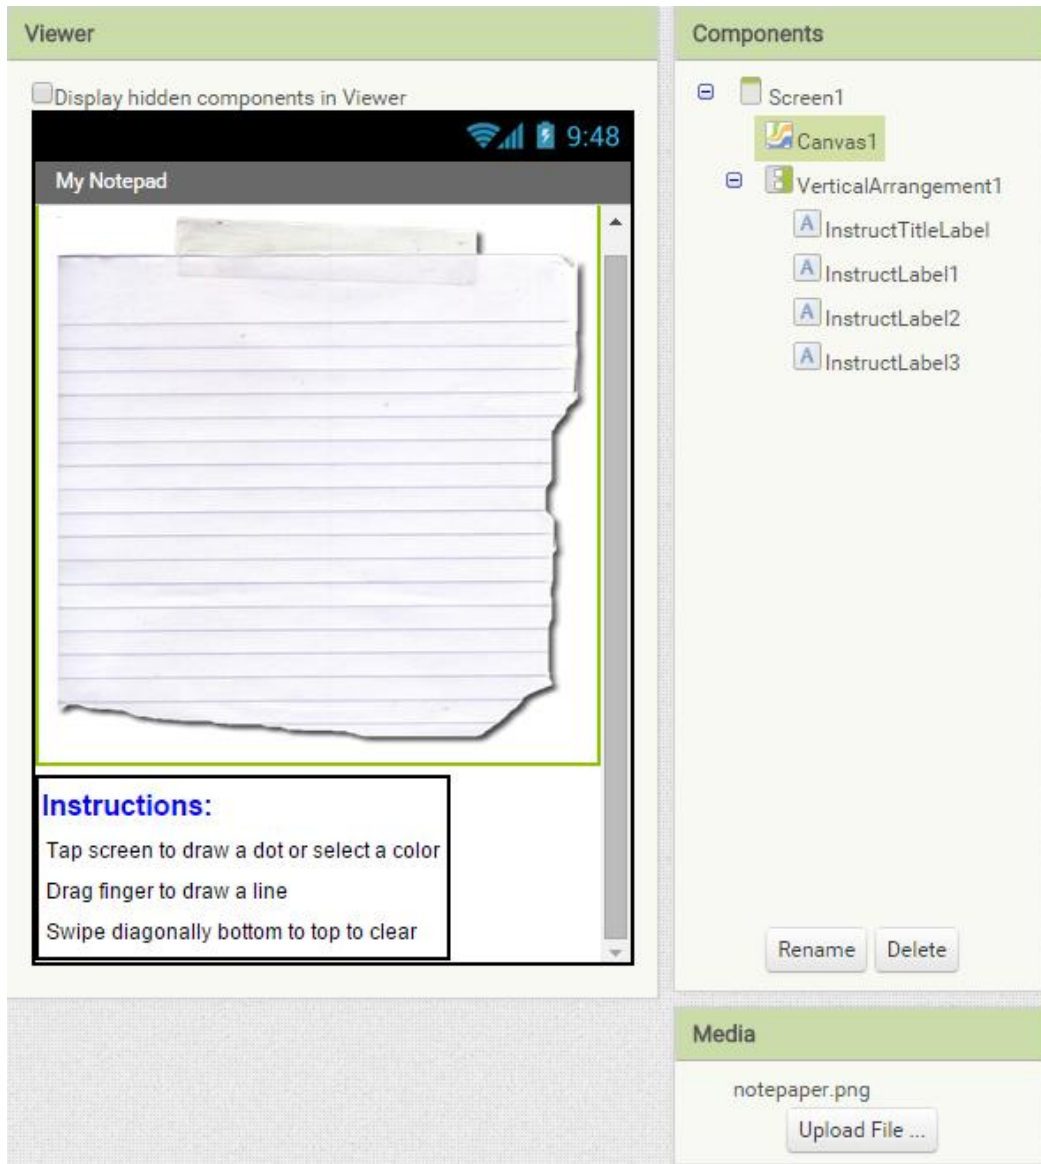 Viewer
Display hidden components in Viewer
9:48
My Notepad
Instructions:
Tap screen to draw a dot or select a color
Drag finger to draw a line
Swipe diagonally bottom to top to clear
Components
Screen1
Canvas1
VerticalArrangement1
A InstructTitleLabel
A InstructLabel1
A InstructLabel2
A InstructLabel3
Rename Delete
Media
notepaper.png
Upload File ...